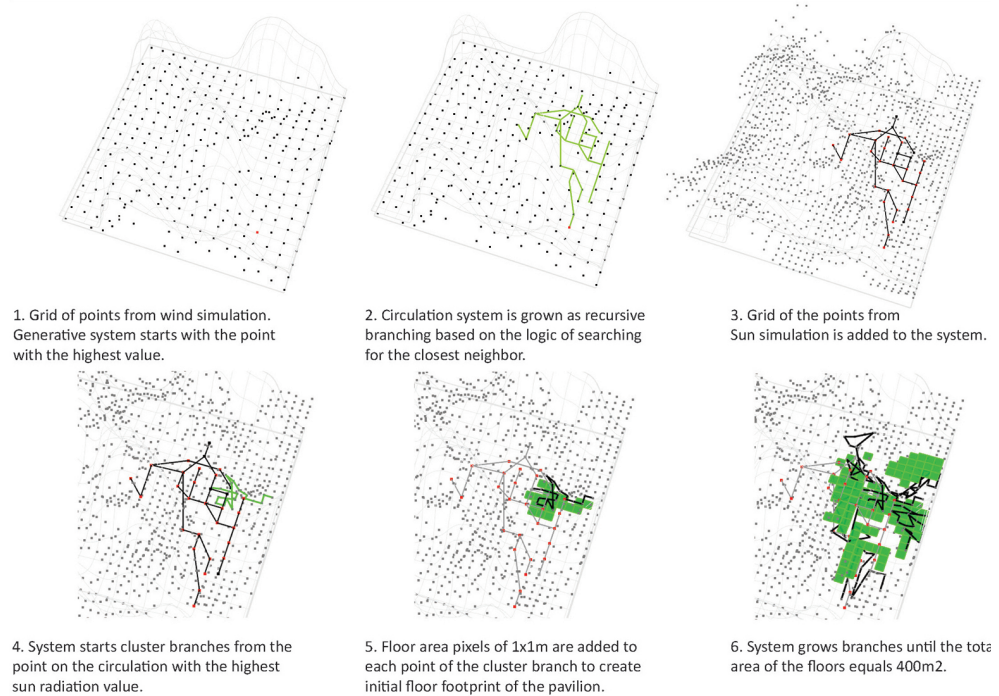 1. Grid of points from wind simulation.
Generative system starts with the point
with the highest value.
2. Circulation system is grown as recursive
branching based on the logic of searching
for the closest neighbor.
3. Grid of the points from
Sun simulation is added to the system.
4. System starts cluster branches from the
point on the circulation with the highest
sun radiation value.
5. Floor area pixels of 1x1m are added to
each point of the cluster branch to create
initial floor footprint of the pavilion.
6. System grows branches until the tota
area of the floors equals 400m2.